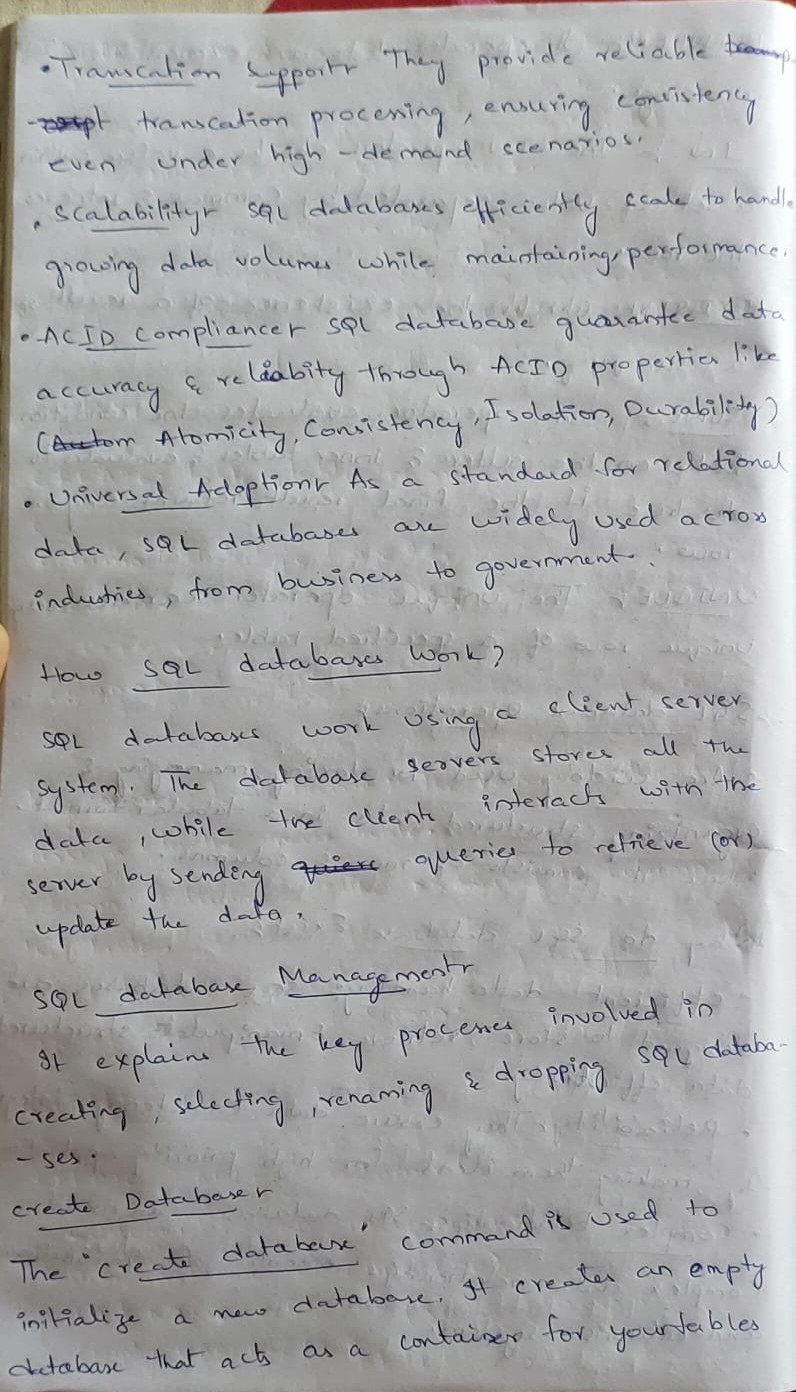 • Transcation Support:- They provide reliable
transcation processing, ensuring consistency
even under high-demand scenarios.
• Scalability:- SQL databases efficiently scale to handle
growing data volumes while maintaining performance.
• ACID Compliance:- SQL database guarantee data
accuracy & reliabity through ACID properties like
(Atomicity, Consistency, Isolation, Durability)
• Universal Adoption:- As a standard for relational
data, SQL databases are widely used across
industries, from business to government.
How SQL databases Work?
SQL databases work using a client server
system. The database servers stores all the
data, while the clients interacts with the
server by sending queries to retrieve (or)
update the data.
SQL database Management:-
It explains the key processes involved in
creating, selecting, renaming & dropping SQL databa-
-ses.
Create Database:-
The "create database" command is used to
initialize a new database. It creates an empty
database that acts as a container for your tables